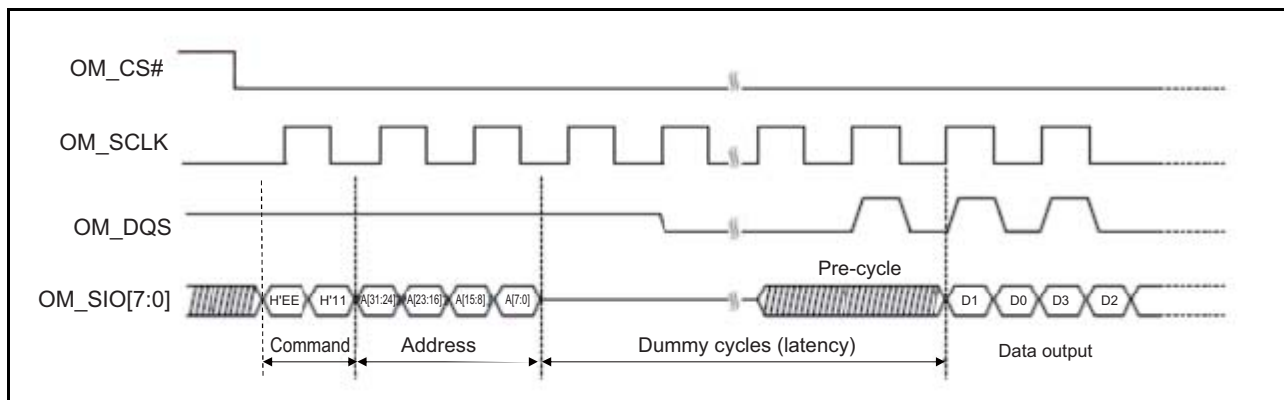 OM_CS#
OM_SCLK
OM_DQS
Pre-cycle
OM_SIO[7:0]
H'EE H'11 A[31:24] A[23:16] A[15:8] A[7:0] D1 D0 D3 D2
Command Address Dummy cycles (latency) Data output